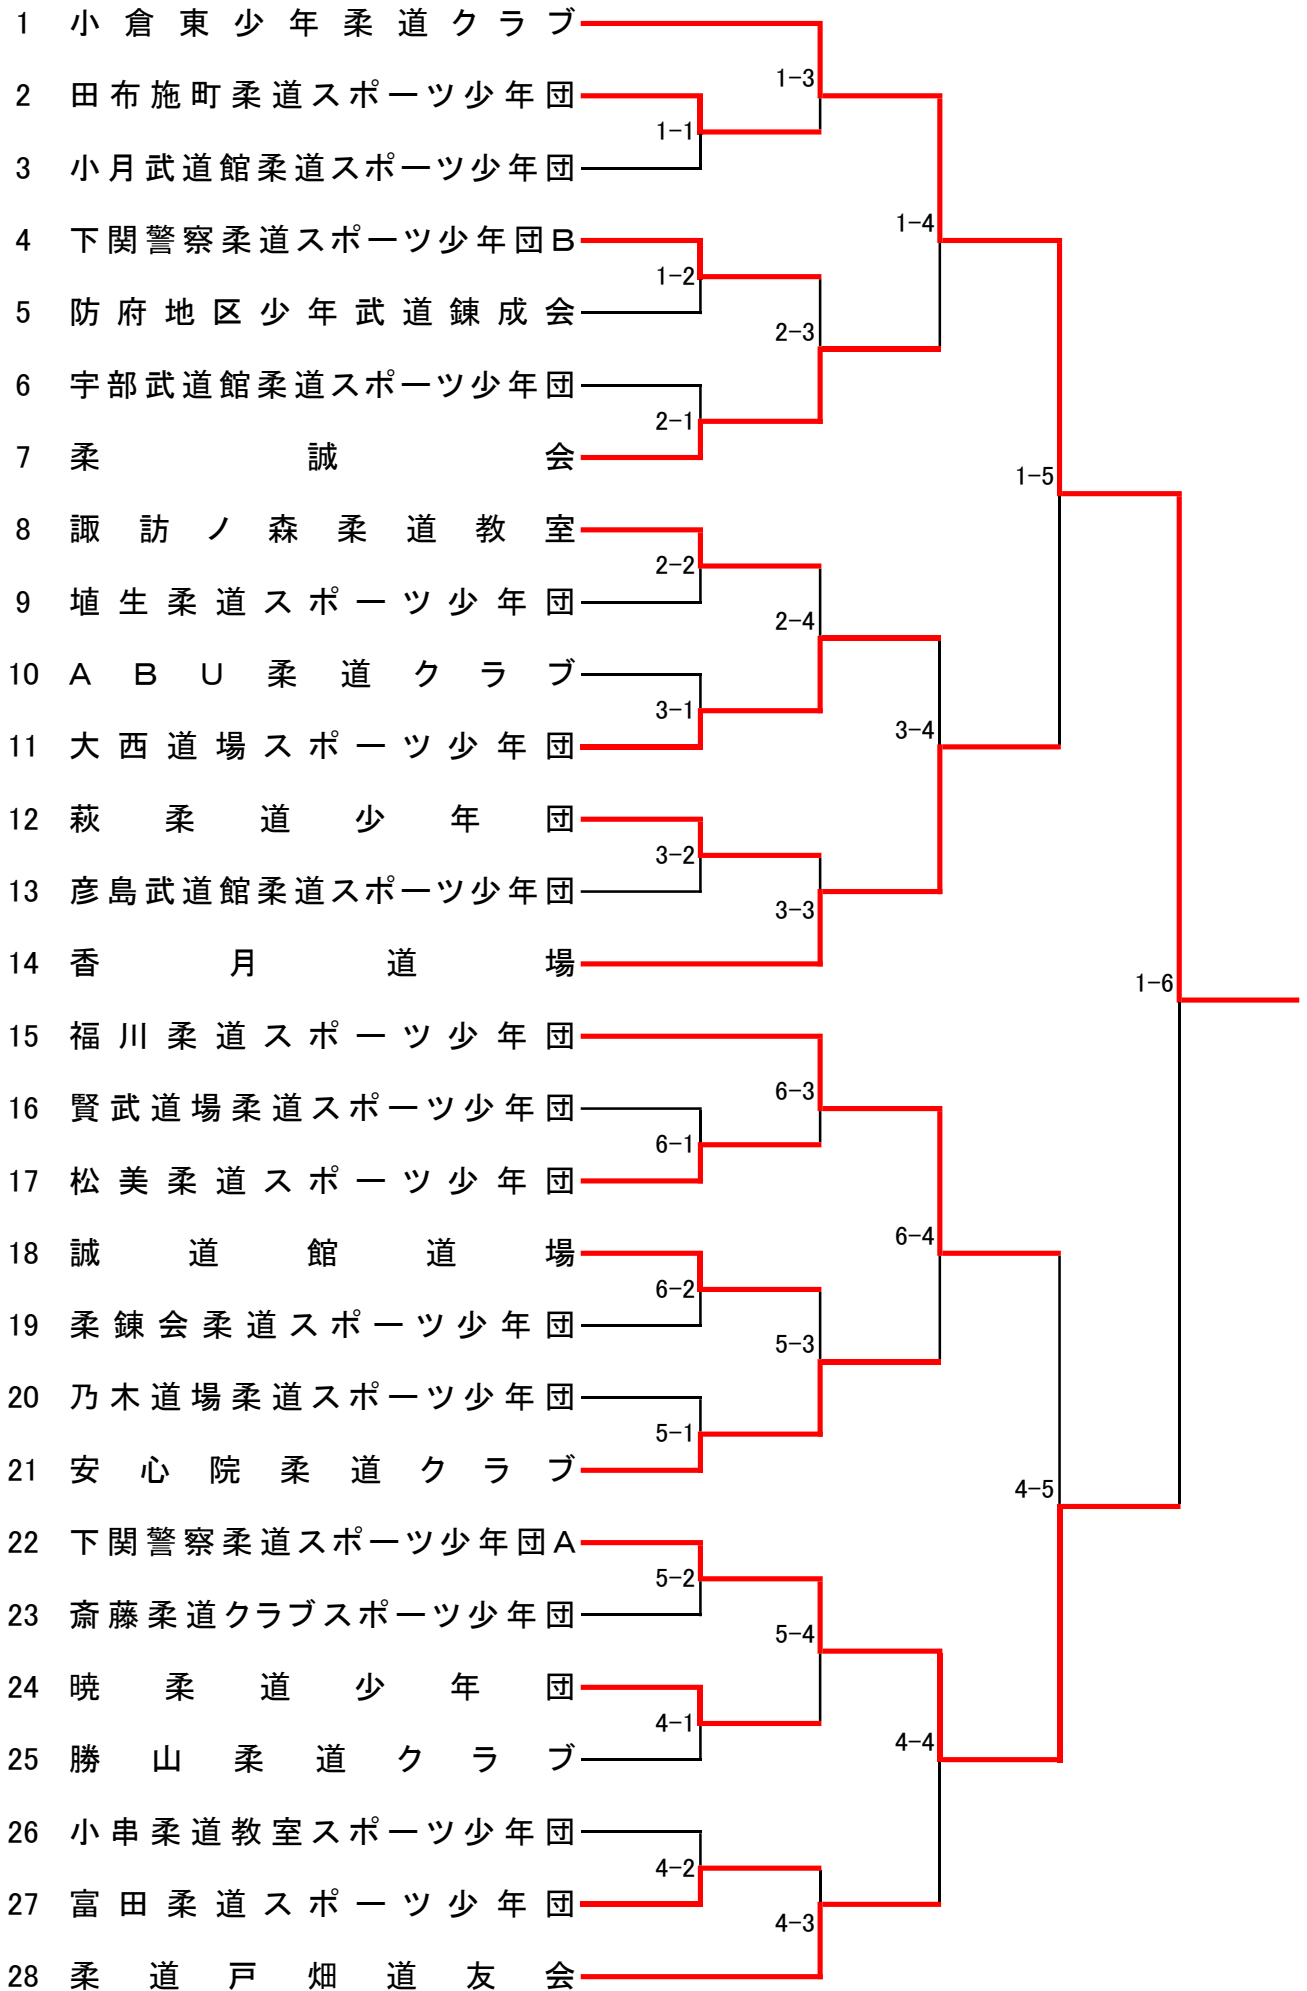 1 小倉東少年柔道クラブ
1-3
2 田布施町柔道スポーツ少年団
1-1
3 小月武道館柔道スポーツ少年団
1-4
4 下関警察柔道スポーツ少年団B
1-2
5 防府地区少年武道錬成会
2-3
6 宇部武道館柔道スポーツ少年団
2-1
7 柔誠会
1-5
8 諏訪ノ森柔道教室
2-2
9 埴生柔道スポーツ少年団
2-4
10 ABU柔道クラブ
3-1
3-4
11 大西道場スポーツ少年団
12 萩柔道少年団
3-2
13 彦島武道館柔道スポーツ少年団
3-3
14 香月道場
1-6
15 福川柔道スポーツ少年団
6-3
16 賢武道場柔道スポーツ少年団
6-1
17 松美柔道スポーツ少年団
6-4
18 誠道館道場
6-2
19 柔錬会柔道スポーツ少年団
5-3
20 乃木道場柔道スポーツ少年団
5-1
21 安心院柔道クラブ
4-5
22 下関警察柔道スポーツ少年団A
5-2
23 斎藤柔道クラブスポーツ少年団
5-4
24 暁柔道少年団
4-1
4-4
25 勝山柔道クラブ
26 小串柔道教室スポーツ少年団
4-2
27 富田柔道スポーツ少年団
4-3
28 柔道戸畑道友会